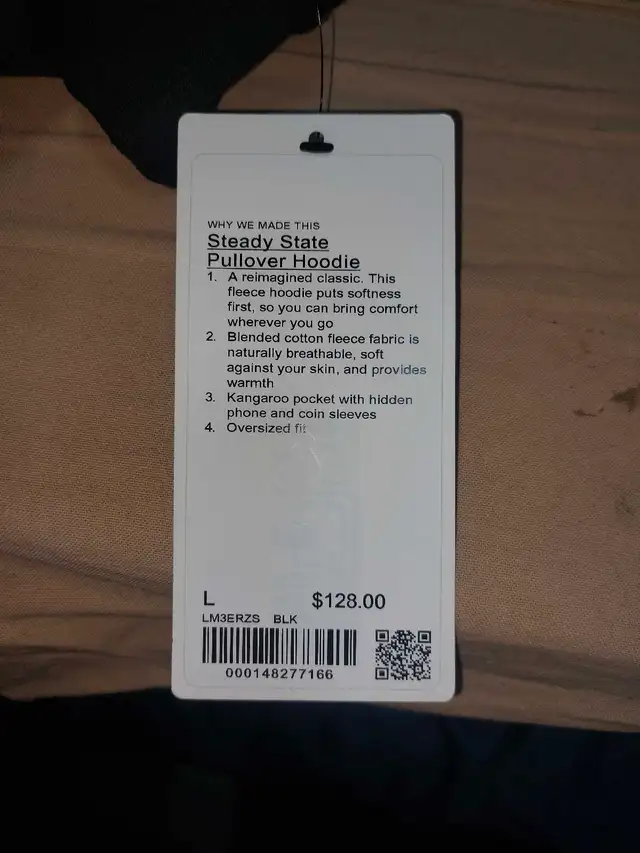 WHY WE MADE THIS
Steady State
Pullover Hoodie
1. A reimagined classic. This
fleece hoodie puts softness
first, so you can bring comfort
wherever you go
2. Blended cotton fleece fabric is
naturally breathable, soft
against your skin, and provides
warmth
3. Kangaroo pocket with hidden
phone and coin sleeves
4. Oversized fit
L $128.00
LM3ERZS BLK
000148277166